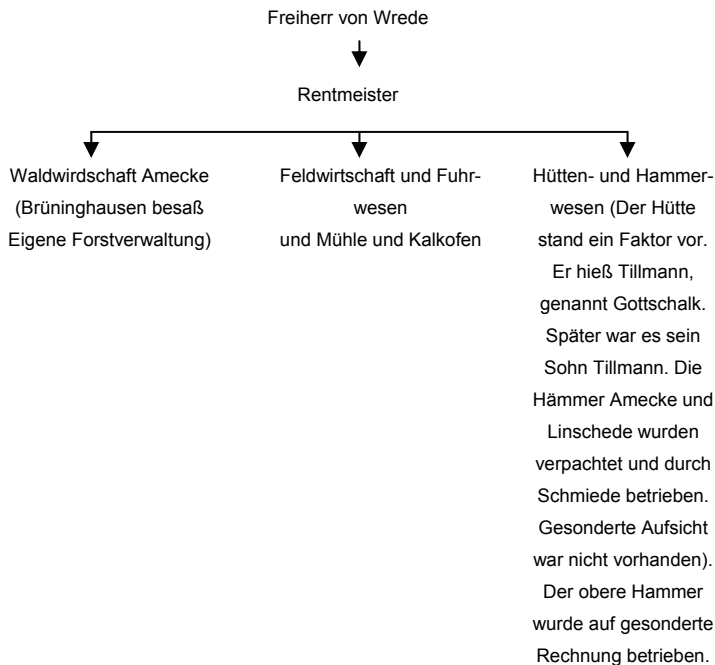 Freiherr von Wrede
Rentmeister
Waldwirdschaft Amecke
(Brüninghausen besaß
Eigene Forstverwaltung)
Feldwirtschaft und Fuhr-
wesen
und Mühle und Kalkofen
Hütten- und Hammer-
wesen (Der Hütte
stand ein Faktor vor.
Er hieß Tillmann,
genannt Gottschalk.
Später war es sein
Sohn Tillmann. Die
Hämmer Amecke und
Linschede wurden
verpachtet und durch
Schmiede betrieben.
Gesonderte Aufsicht
war nicht vorhanden).
Der obere Hammer
wurde auf gesonderte
Rechnung betrieben.